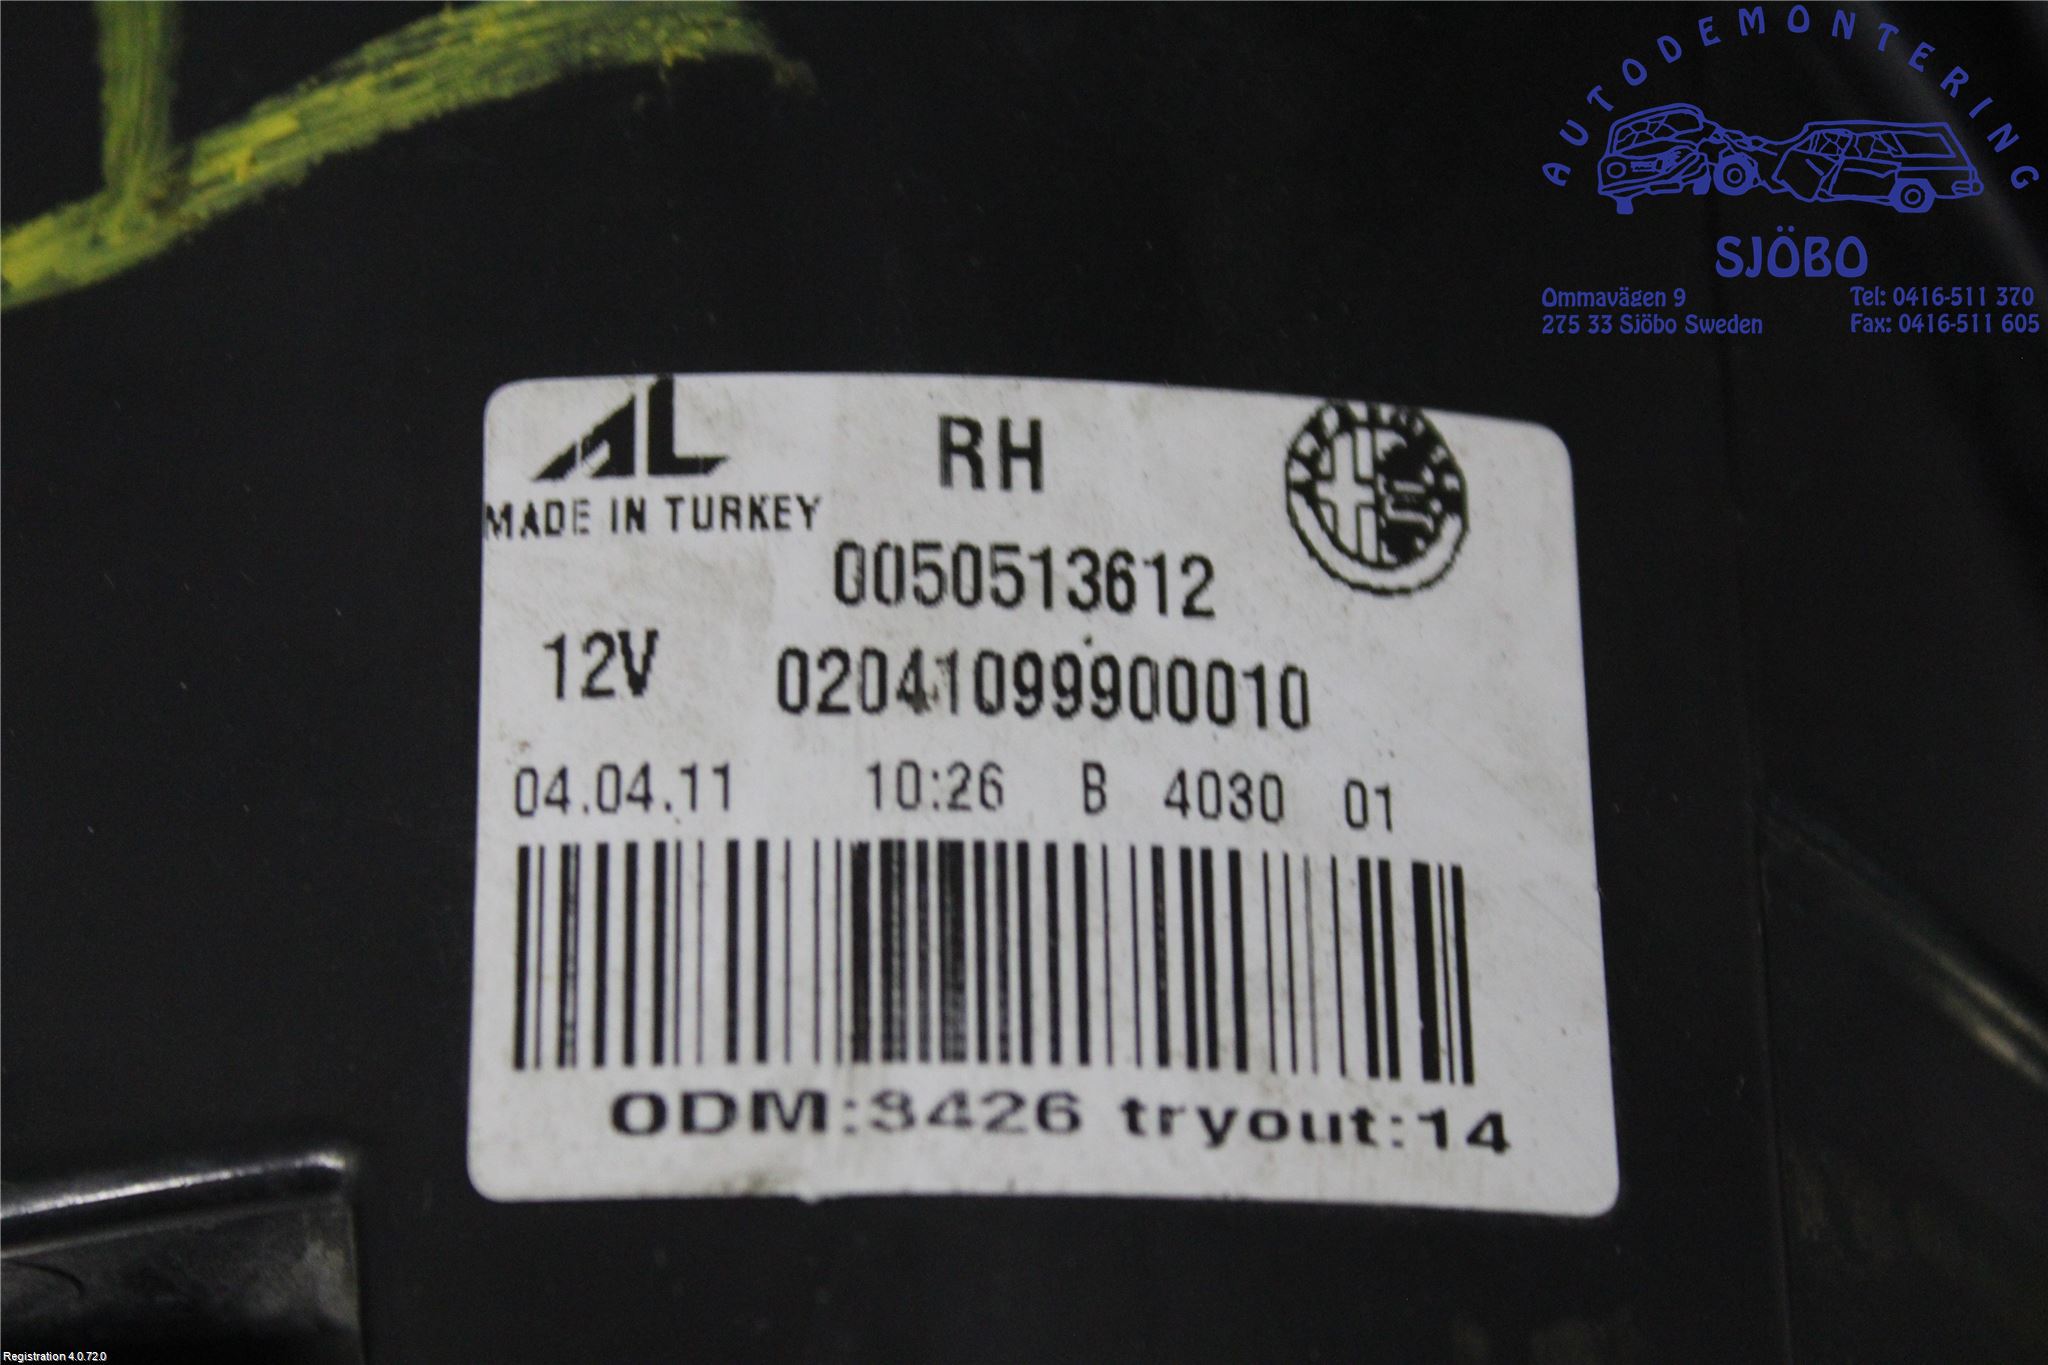 AUTODEMONTERING
SJÖBO
Ommavägen 9 Tel: 0416-511 370
275 33 Sjöbo Sweden Fax: 0416-511 605
AL RH
MADE IN TURKEY
0050513612
12V 02041099900010
04.04.11 10:26 B 4030 01
ODM:3426 tryout:14
Registration 4.0.72.0